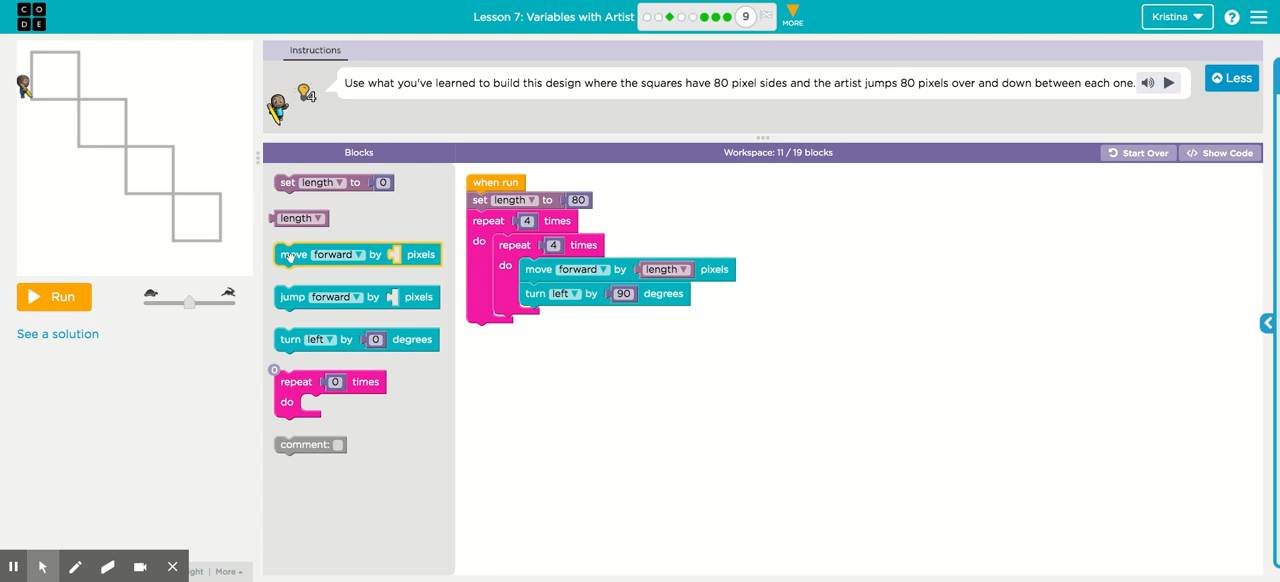 C O
D E
Lesson 7: Variables with Artist
9
MORE
Kristina
?
Instructions
4
Use what you've learned to build this design where the squares have 80 pixel sides and the artist jumps 80 pixels over and down between each one.
Less
Blocks
Workspace: 11 / 19 blocks
Start Over
</> Show Code
set length to 0
length
move forward by pixels
jump forward by pixels
turn left by 0 degrees
0
repeat 0 times
do
comment:
when run
set length to 80
repeat 4 times
do
repeat 4 times
do
move forward by length pixels
turn left by 90 degrees
Run
See a solution
ght | More